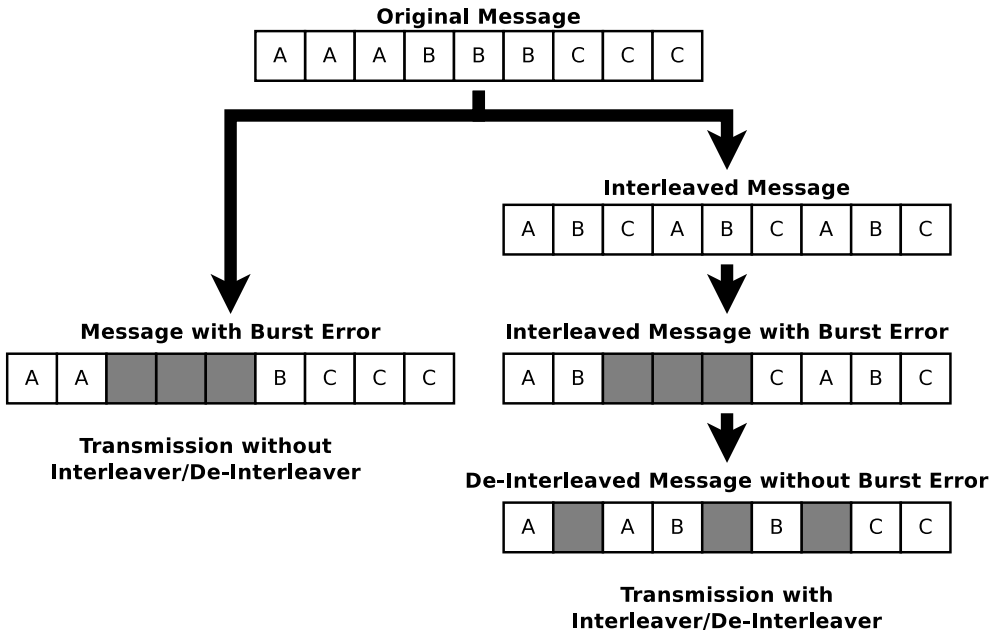 Original Message
A A A B B B C C C
Interleaved Message
A B C A B C A B C
Message with Burst Error
A A B C C C
Interleaved Message with Burst Error
A B C A B C
Transmission without
Interleaver/De-Interleaver
De-Interleaved Message without Burst Error
A A B B C C
Transmission with
Interleaver/De-Interleaver